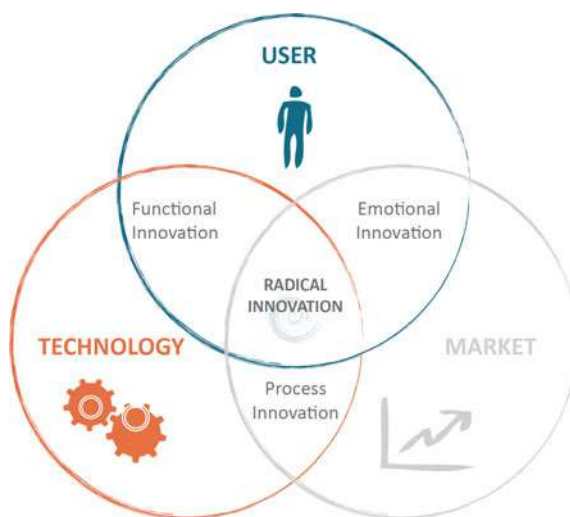 USER
Functional
Innovation
Emotional
Innovation
RADICAL
INNOVATION
TECHNOLOGY
MARKET
Process
Innovation